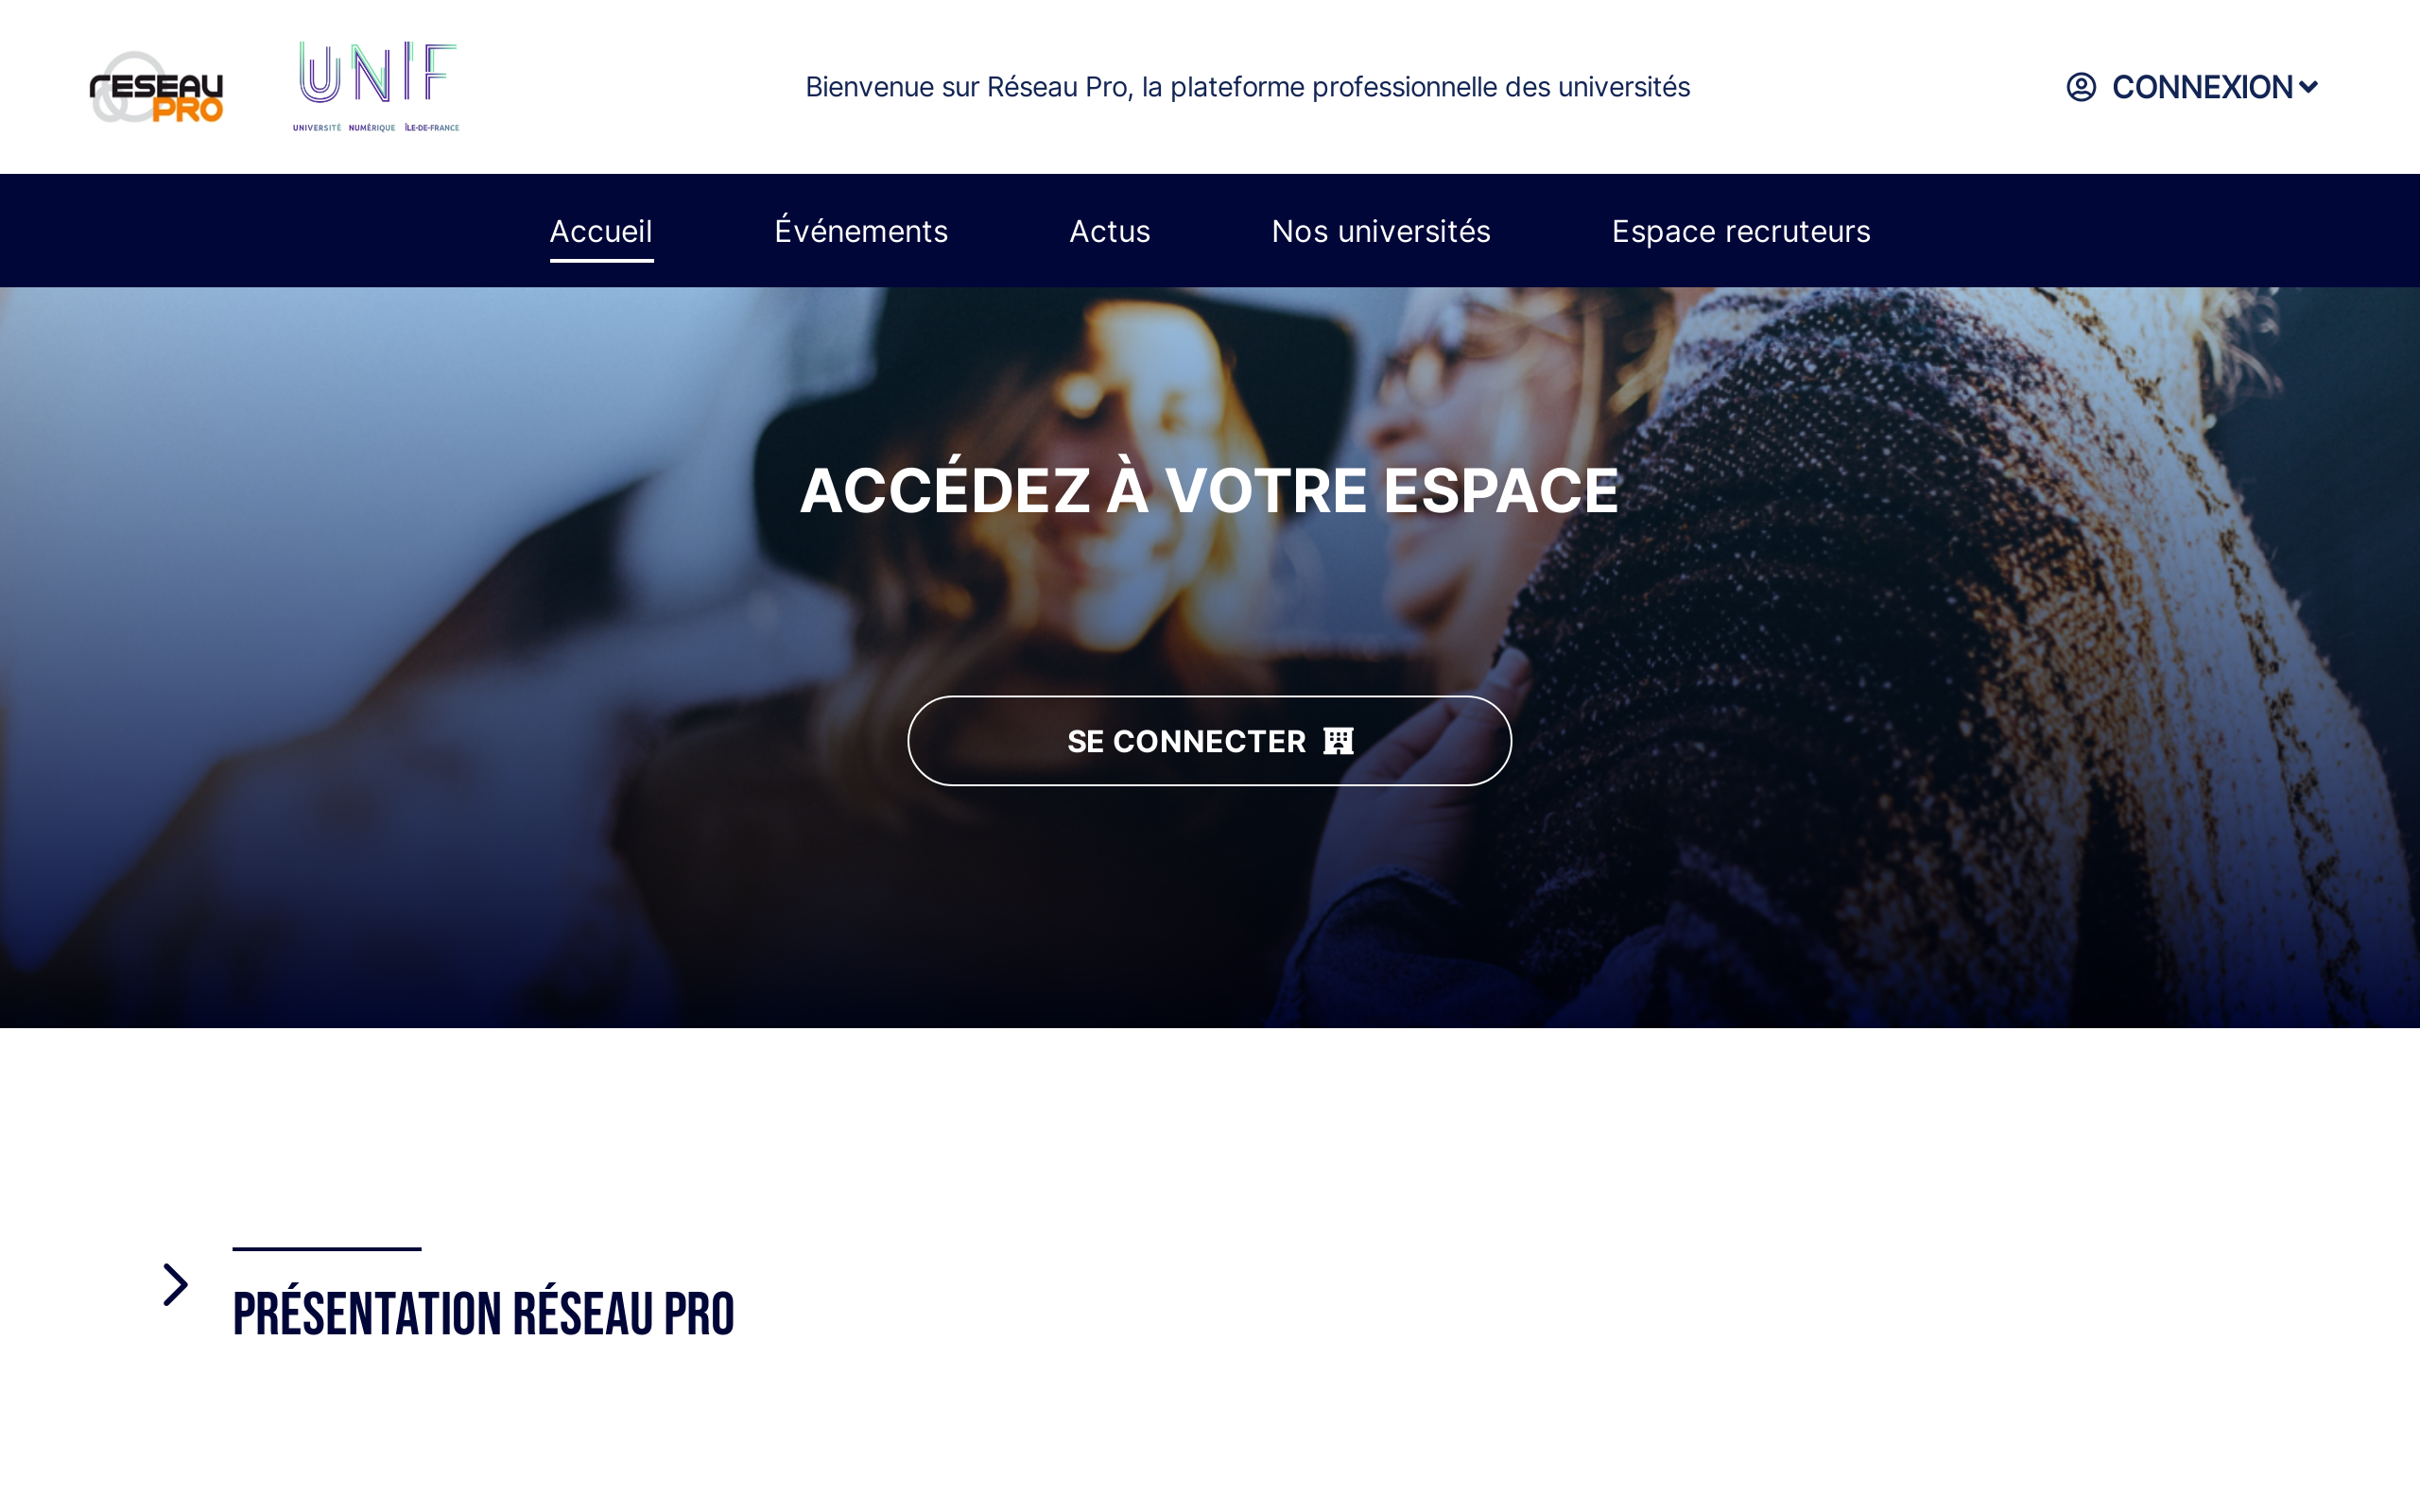 RESEAU
PRO
UNIF
UNIVERSITÉ NUMÉRIQUE ÎLE-DE-FRANCE
Bienvenue sur Réseau Pro, la plateforme professionnelle des universités
CONNEXION
Accueil
Événements
Actus
Nos universités
Espace recruteurs
ACCÉDEZ À VOTRE ESPACE
SE CONNECTER
PRÉSENTATION RÉSEAU PRO